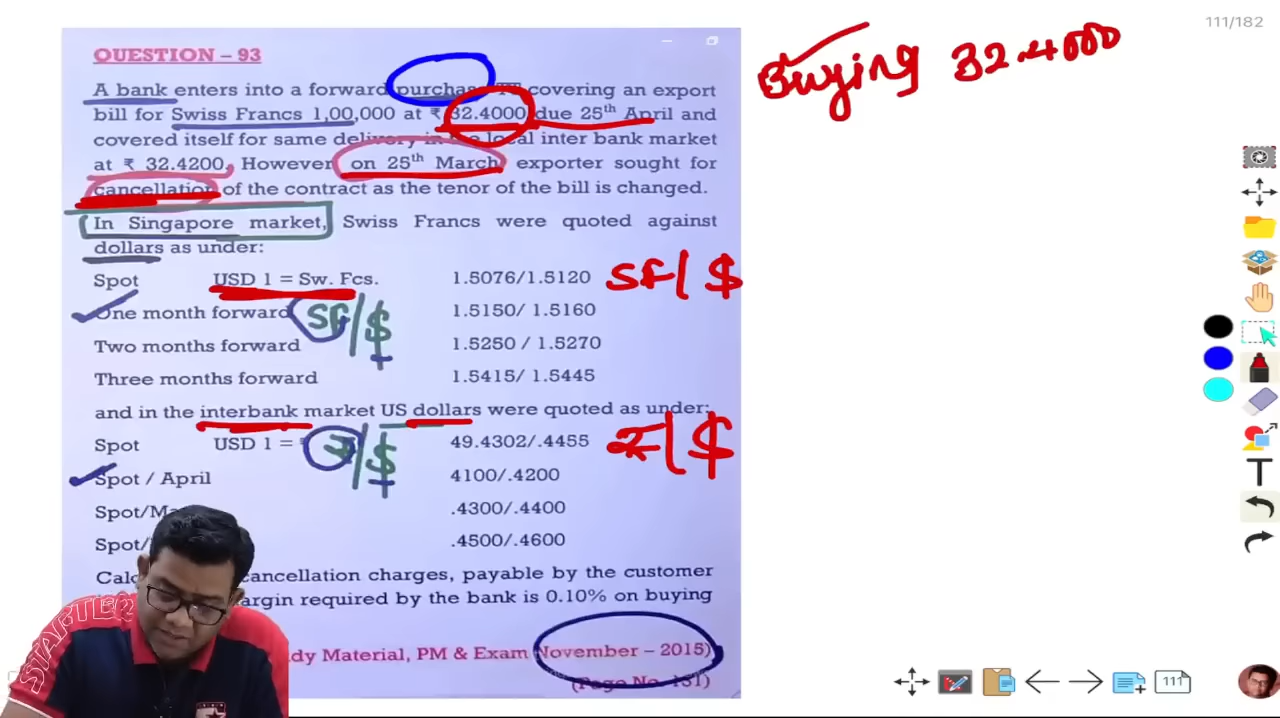 111/182
QUESTION – 93
Buying 32.4000
A bank enters into a forward purchase covering an export
bill for Swiss Francs 1,00,000 at ₹ 32.4000 due 25th April and
covered itself for same delivery in the local inter bank market
at ₹ 32.4200. However on 25th March exporter sought for
cancellation of the contract as the tenor of the bill is changed.
In Singapore market, Swiss Francs were quoted against
dollars as under:
Spot USD 1 = Sw. Fcs. 1.5076/1.5120 SF/$
One month forward SF/$ 1.5150/ 1.5160
Two months forward 1.5250 / 1.5270
Three months forward 1.5415/ 1.5445
and in the interbank market US dollars were quoted as under:
Spot USD 1 = ₹/$ 49.4302/.4455 ₹/$
Spot / April 4100/.4200
.4300/.4400
.4500/.4600
cancellation charges, payable by the customer
required by the bank is 0.10% on buying
Material, PM & Exam November – 2015)
(Page No. 131)
STARTER
T
111